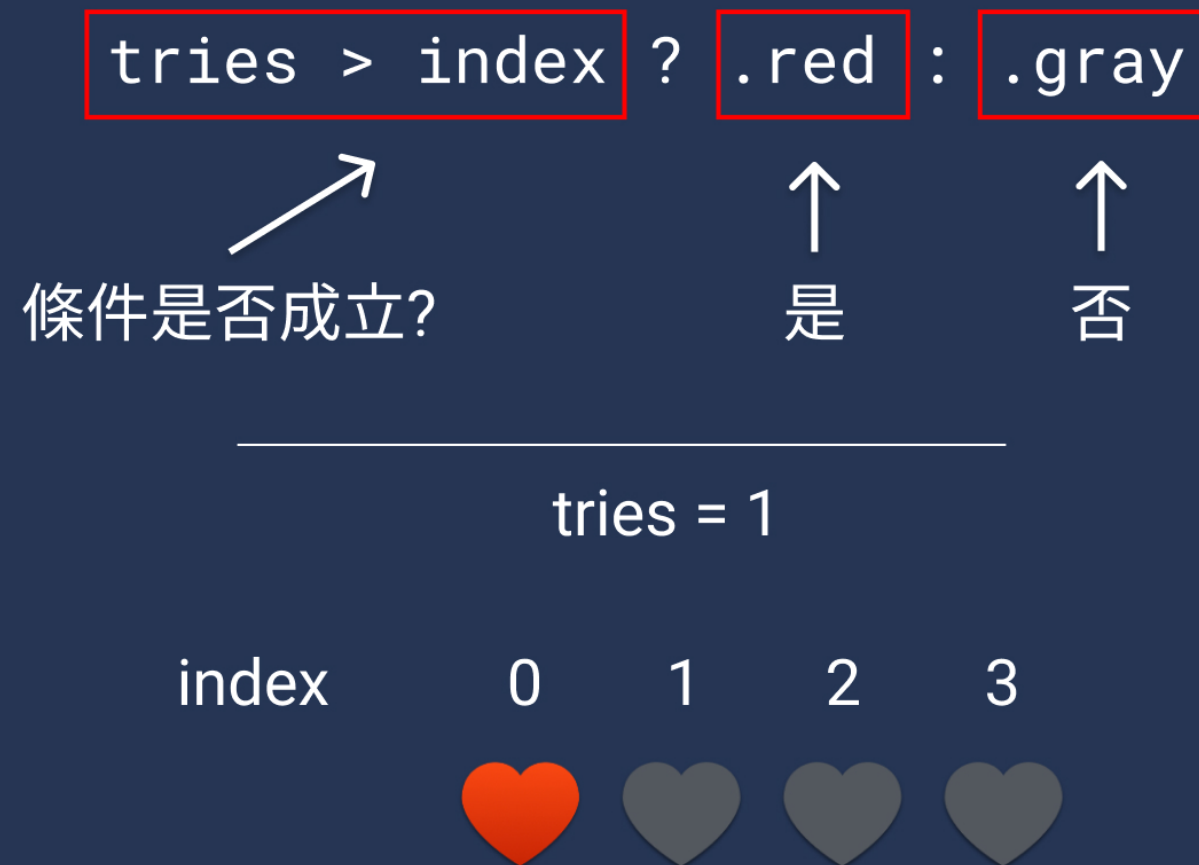 tries > index ? .red : .gray
條件是否成立? 是 否
tries = 1
index 0 1 2 3